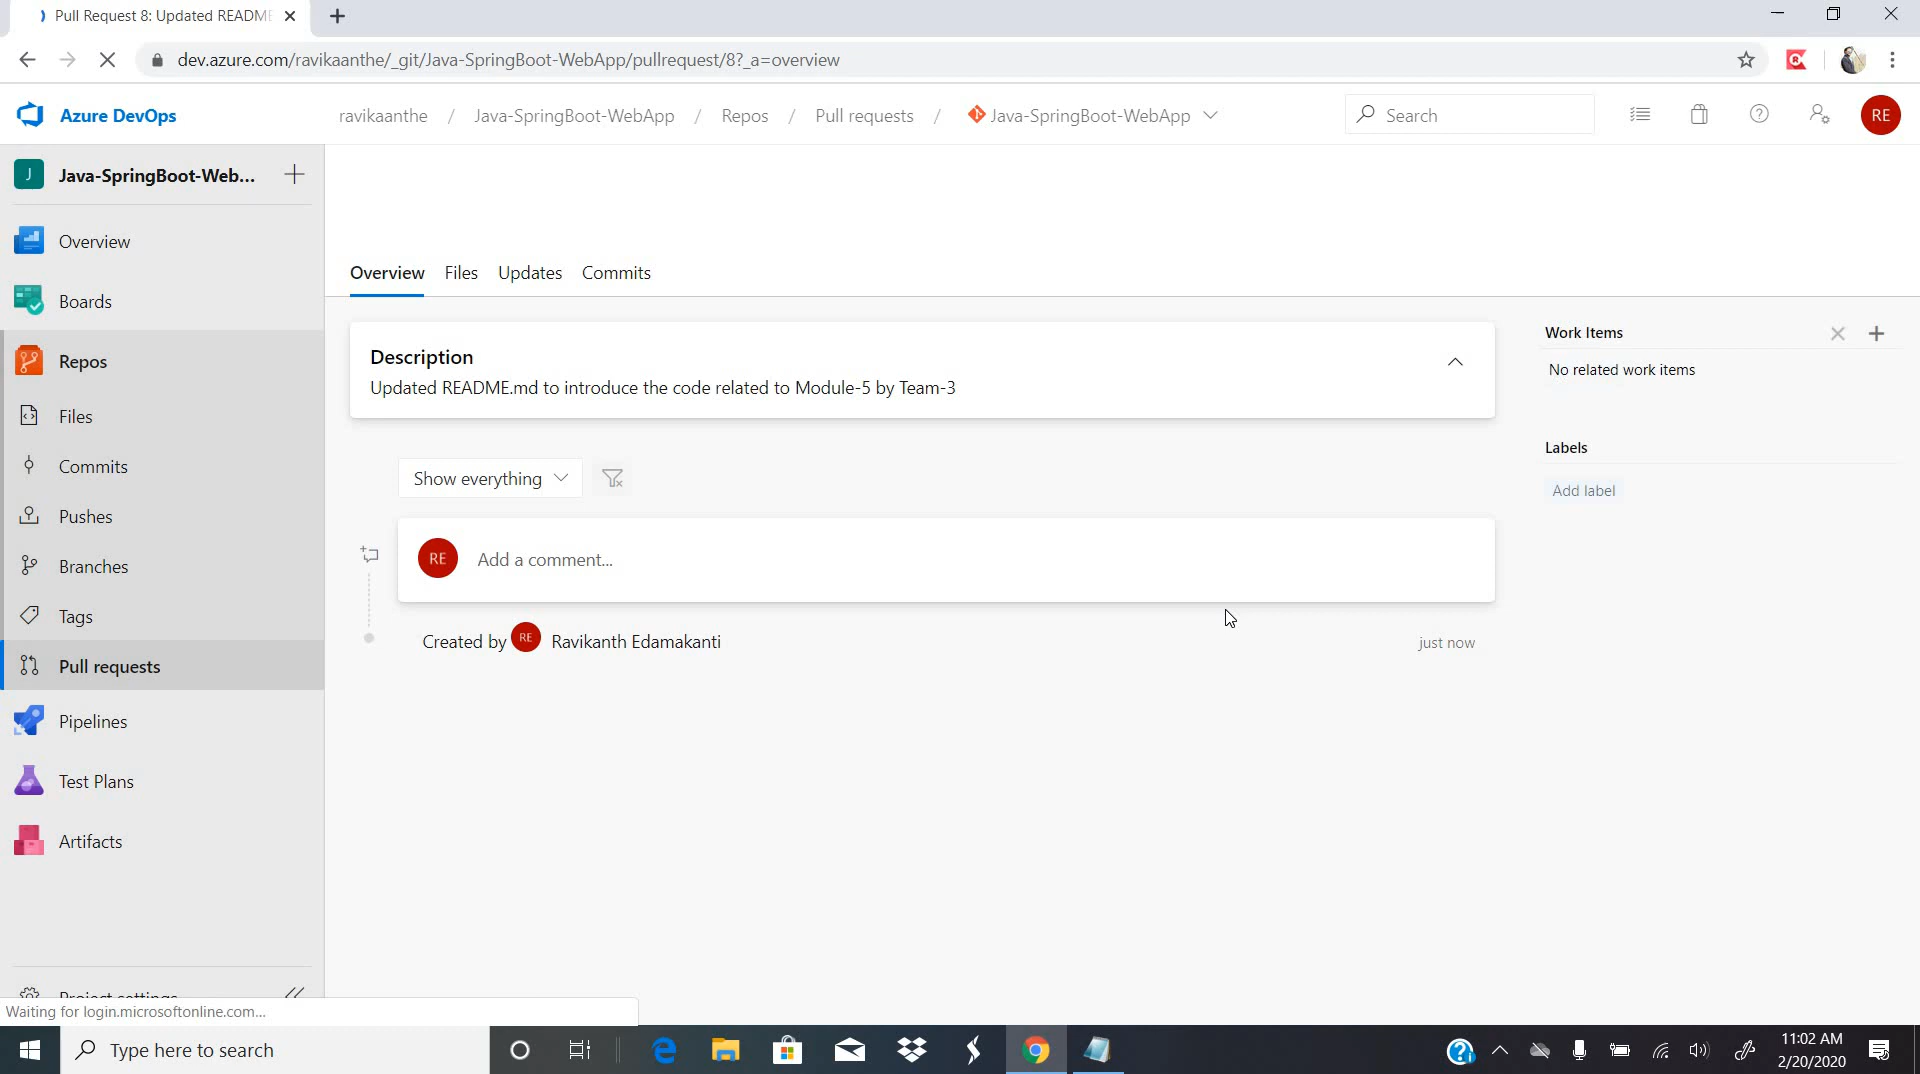 Pull Request 8: Updated README
dev.azure.com/ravikaanthe/_git/Java-SpringBoot-WebApp/pullrequest/8?_a=overview
Azure DevOps
ravikaanthe / Java-SpringBoot-WebApp / Repos / Pull requests / Java-SpringBoot-WebApp
Search
RE
J
Java-SpringBoot-Web...
Overview
Boards
Repos
Files
Commits
Pushes
Branches
Tags
Pull requests
Pipelines
Test Plans
Artifacts
Project settings
Overview Files Updates Commits
Description
Updated README.md to introduce the code related to Module-5 by Team-3
Show everything
RE
Add a comment...
Created by RE Ravikanth Edamakanti
just now
Work Items
No related work items
Labels
Add label
Waiting for login.microsoftonline.com...
Type here to search
11:02 AM
2/20/2020